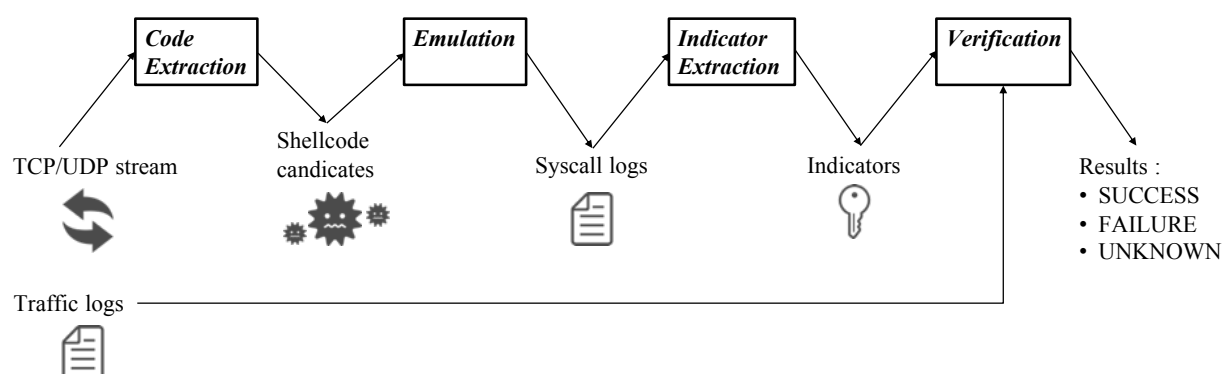 Code
Extraction
Emulation
Indicator
Extraction
Verification
TCP/UDP stream
Shellcode
candicates
Syscall logs
Indicators
Results :
• SUCCESS
• FAILURE
• UNKNOWN
Traffic logs